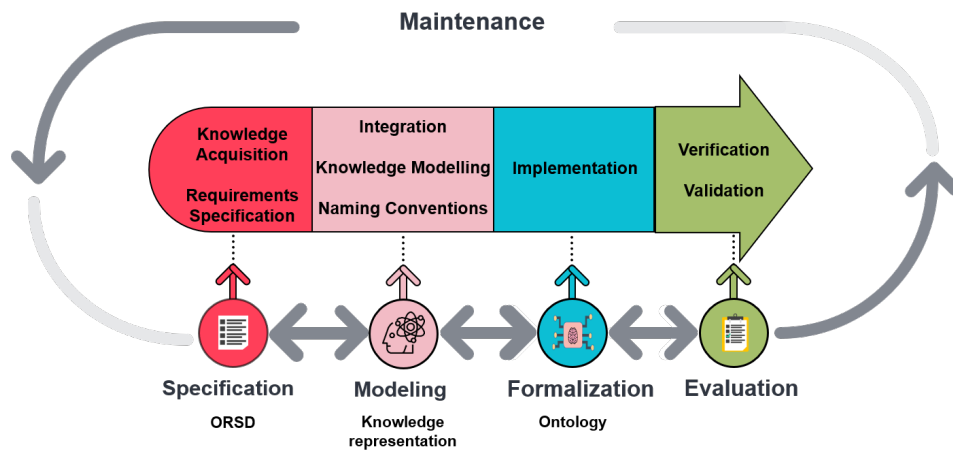 Maintenance
Knowledge
Acquisition
Requirements
Specification
Integration
Knowledge Modelling
Naming Conventions
Implementation
Verification
Validation
Specification
ORSD
Modeling
Knowledge
representation
Formalization
Ontology
Evaluation